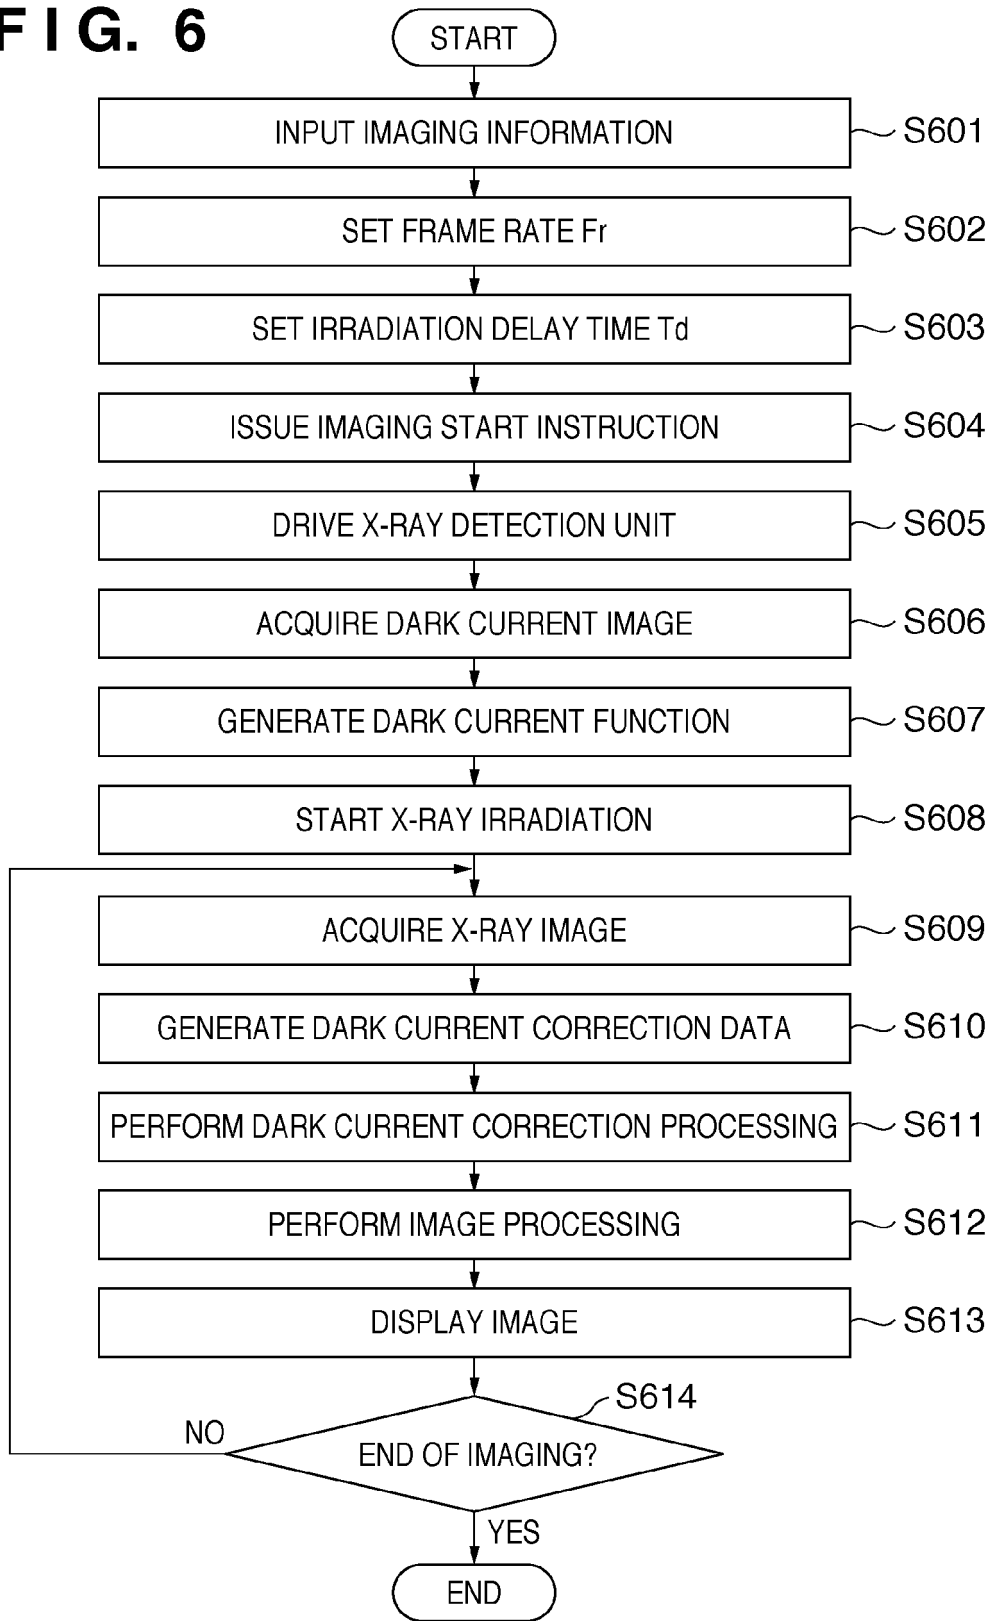 FIG. 6
START
INPUT IMAGING INFORMATION S601
SET FRAME RATE Fr S602
SET IRRADIATION DELAY TIME Td S603
ISSUE IMAGING START INSTRUCTION S604
DRIVE X-RAY DETECTION UNIT S605
ACQUIRE DARK CURRENT IMAGE S606
GENERATE DARK CURRENT FUNCTION S607
START X-RAY IRRADIATION S608
ACQUIRE X-RAY IMAGE S609
GENERATE DARK CURRENT CORRECTION DATA S610
PERFORM DARK CURRENT CORRECTION PROCESSING S611
PERFORM IMAGE PROCESSING S612
DISPLAY IMAGE S613
S614
NO
END OF IMAGING?
YES
END